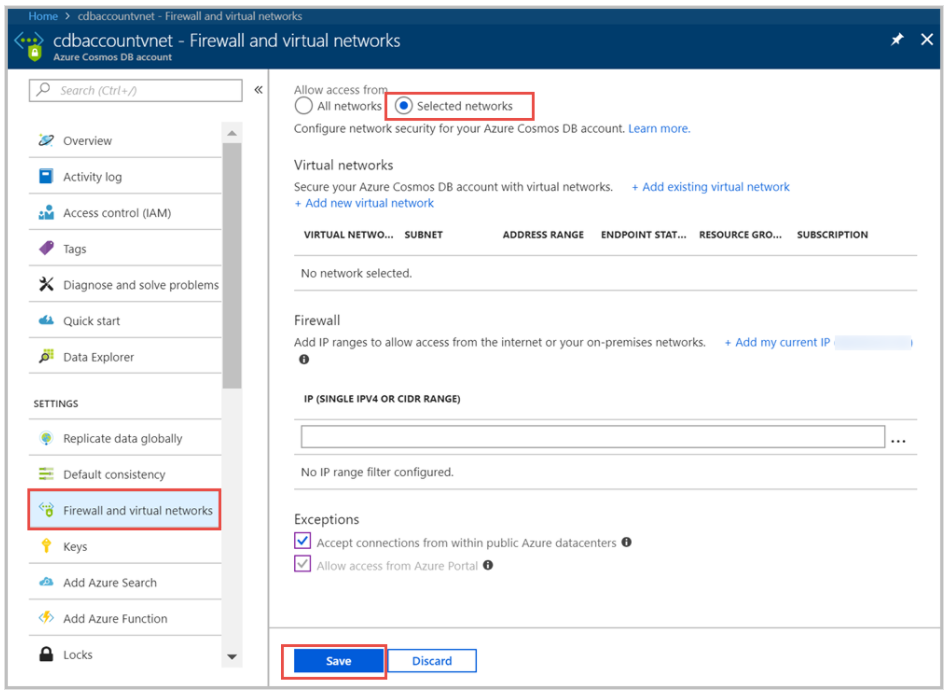 Home > cdbaccountvnet - Firewall and virtual networks
cdbaccountvnet - Firewall and virtual networks
Azure Cosmos DB account
Search (Ctrl+/)
Overview
Activity log
Access control (IAM)
Tags
Diagnose and solve problems
Quick start
Data Explorer
SETTINGS
Replicate data globally
Default consistency
Firewall and virtual networks
Keys
Add Azure Search
Add Azure Function
Locks
Allow access from
All networks Selected networks
Configure network security for your Azure Cosmos DB account. Learn more.
Virtual networks
Secure your Azure Cosmos DB account with virtual networks. + Add existing virtual network
+ Add new virtual network
VIRTUAL NETWO... SUBNET ADDRESS RANGE ENDPOINT STAT... RESOURCE GRO... SUBSCRIPTION
No network selected.
Firewall
Add IP ranges to allow access from the internet or your on-premises networks. + Add my current IP ( )
IP (SINGLE IPV4 OR CIDR RANGE)
...
No IP range filter configured.
Exceptions
Accept connections from within public Azure datacenters
Allow access from Azure Portal
Save Discard